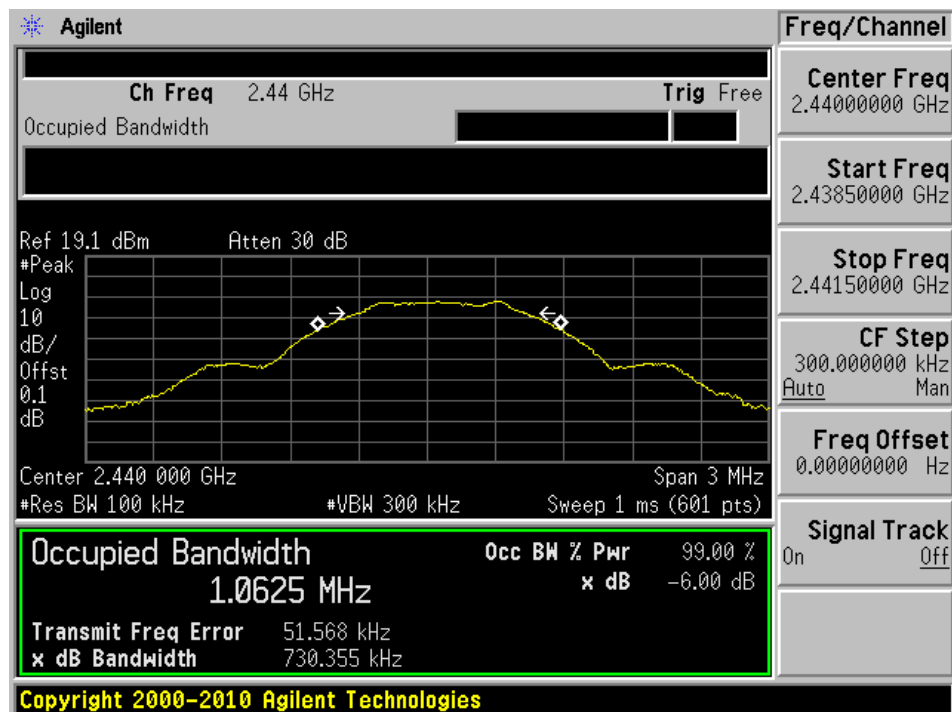 Agilent
Freq/Channel
Ch Freq 2.44 GHz Trig Free
Occupied Bandwidth
Center Freq
2.44000000 GHz
Start Freq
2.43850000 GHz
Stop Freq
2.44150000 GHz
CF Step
300.000000 kHz
Auto Man
Freq Offset
0.00000000 Hz
Signal Track
On Off
Ref 19.1 dBm Atten 30 dB
#Peak
Log
10
dB/
Offst
0.1
dB
Center 2.440 000 GHz Span 3 MHz
#Res BW 100 kHz #VBW 300 kHz Sweep 1 ms (601 pts)
Occupied Bandwidth Occ BW % Pwr 99.00 %
1.0625 MHz x dB -6.00 dB
Transmit Freq Error 51.568 kHz
x dB Bandwidth 730.355 kHz
Copyright 2000-2010 Agilent Technologies